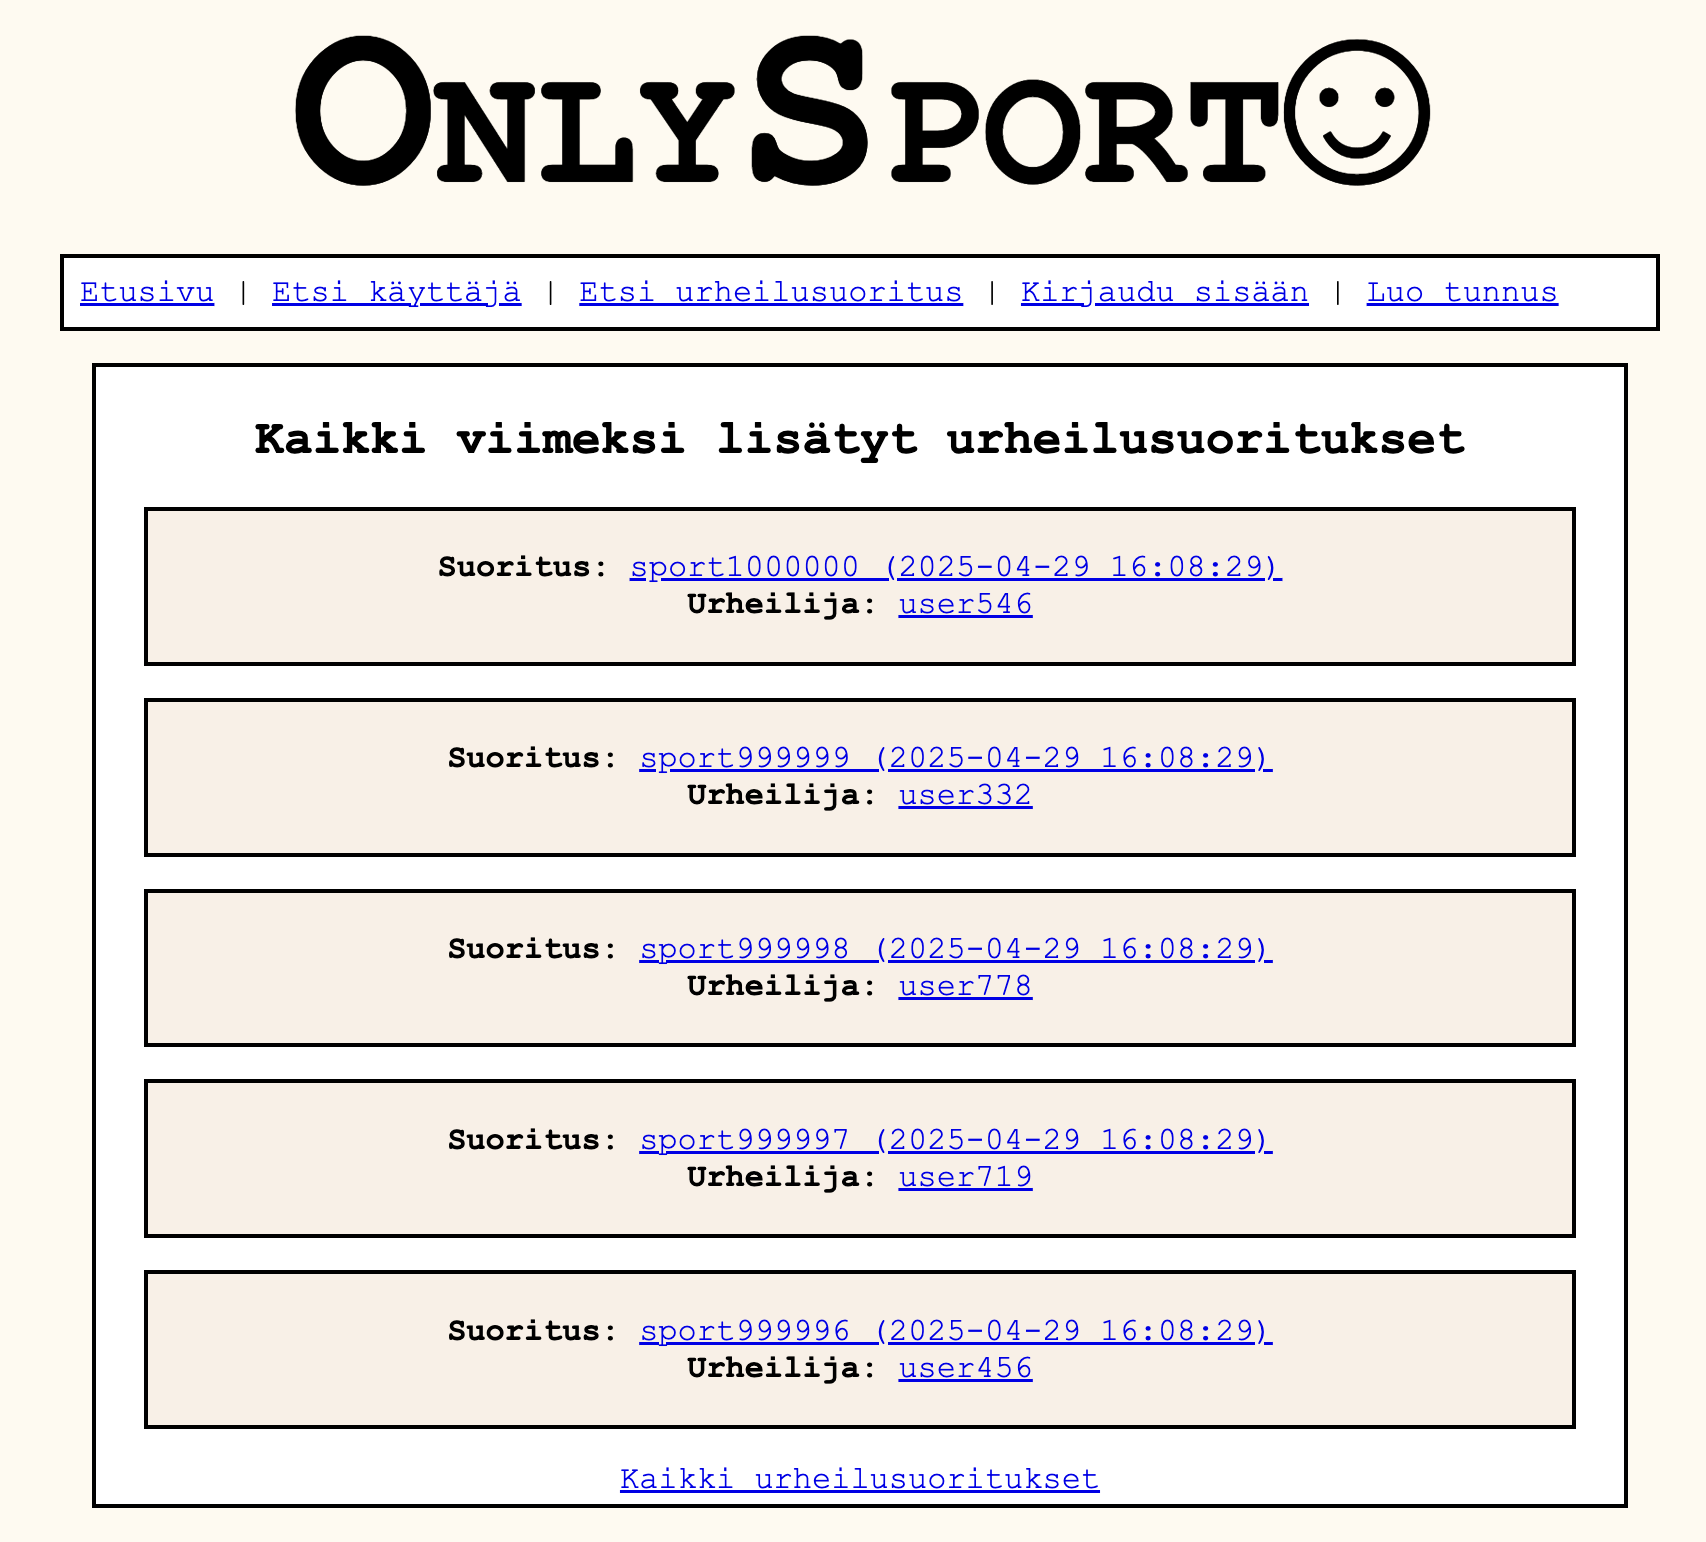 OnlySport☺
Etusivu | Etsi käyttäjä | Etsi urheilusuoritus | Kirjaudu sisään | Luo tunnus
Kaikki viimeksi lisätyt urheilusuoritukset
Suoritus: sport1000000 (2025-04-29 16:08:29)
Urheilija: user546
Suoritus: sport999999 (2025-04-29 16:08:29)
Urheilija: user332
Suoritus: sport999998 (2025-04-29 16:08:29)
Urheilija: user778
Suoritus: sport999997 (2025-04-29 16:08:29)
Urheilija: user719
Suoritus: sport999996 (2025-04-29 16:08:29)
Urheilija: user456
Kaikki urheilusuoritukset